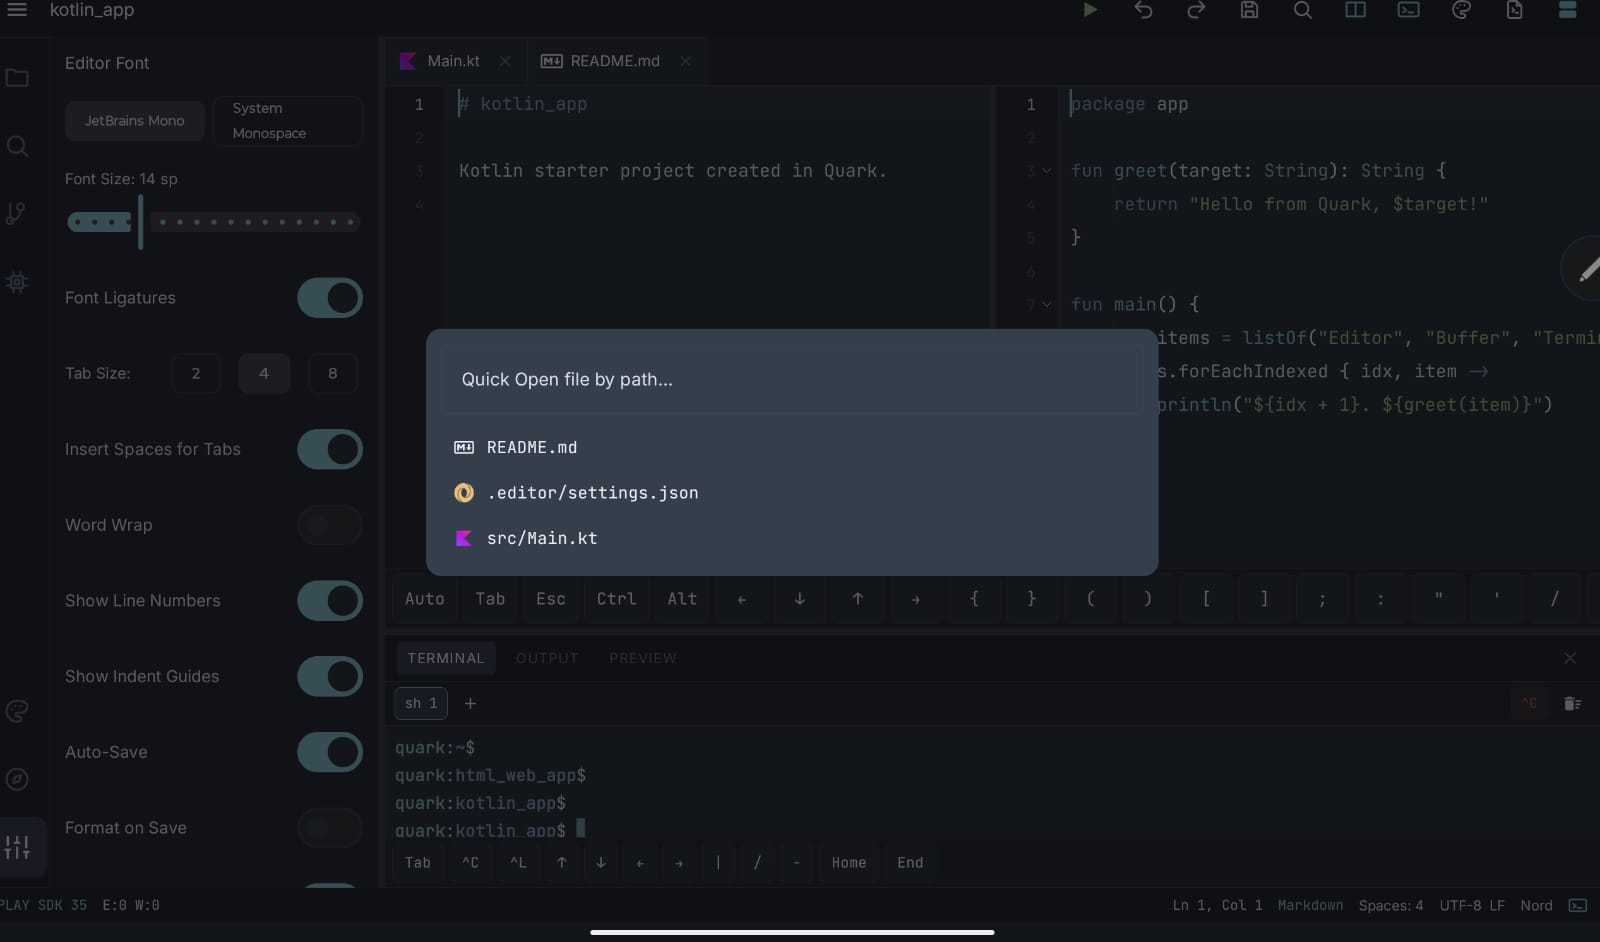 kotlin_app
Editor Font
JetBrains Mono
System
Monospace
Font Size: 14 sp
Font Ligatures
Tab Size: 2 4 8
Insert Spaces for Tabs
Word Wrap
Show Line Numbers
Show Indent Guides
Auto-Save
Format on Save
Main.kt
README.md
1 # kotlin_app
2
3 Kotlin starter project created in Quark.
4
1 package app
2
3 fun greet(target: String): String {
4 return "Hello from Quark, $target!"
5 }
6
7 fun main() {
items = listOf("Editor", "Buffer", "Termi
s.forEachIndexed { idx, item ->
println("${idx + 1}. ${greet(item)}")
Quick Open file by path...
README.md
.editor/settings.json
src/Main.kt
Auto Tab Esc Ctrl Alt ← ↓ ↑ → { } ( ) [ ] ; : " ' /
TERMINAL OUTPUT PREVIEW
sh 1 +
^C
quark:~$
quark:html_web_app$
quark:kotlin_app$
quark:kotlin_app$
Tab ^C ^L ↑ ↓ ← → | / - Home End
PLAY SDK 35 E:0 W:0
Ln 1, Col 1 Markdown Spaces: 4 UTF-8 LF Nord